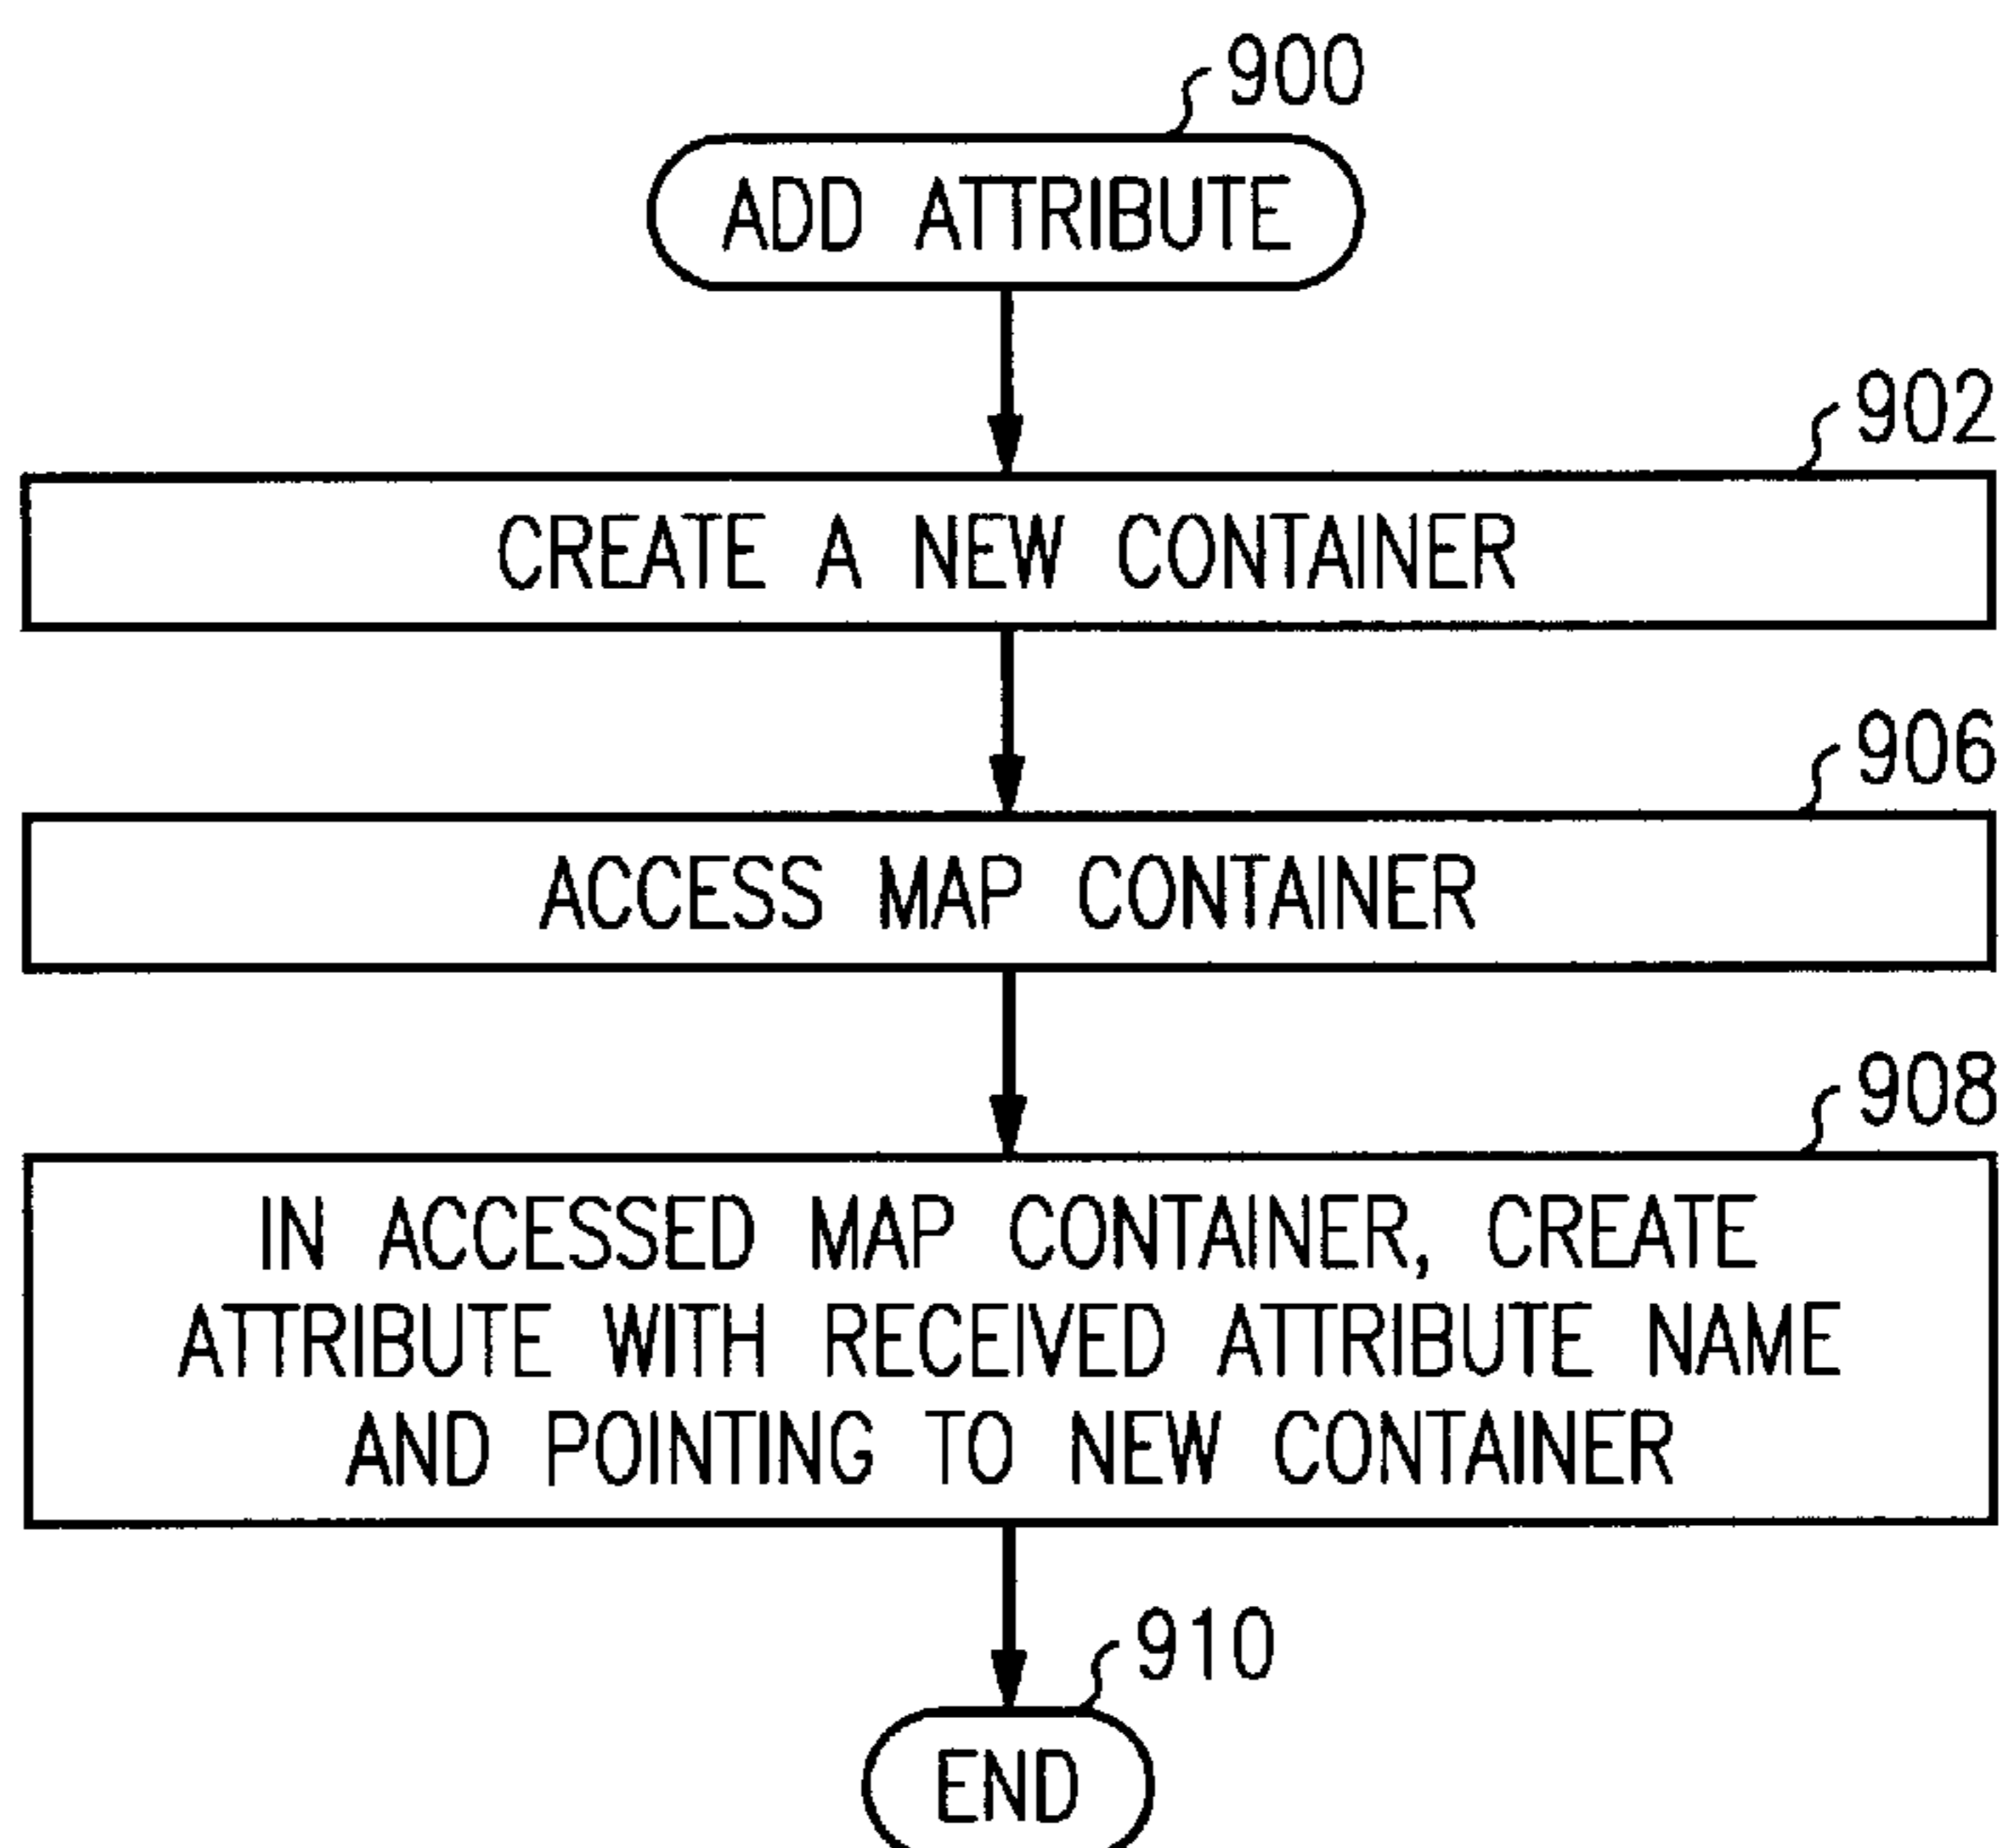 900
ADD ATTRIBUTE
902
CREATE A NEW CONTAINER
906
ACCESS MAP CONTAINER
908
IN ACCESSED MAP CONTAINER, CREATE
ATTRIBUTE WITH RECEIVED ATTRIBUTE NAME
AND POINTING TO NEW CONTAINER
910
END